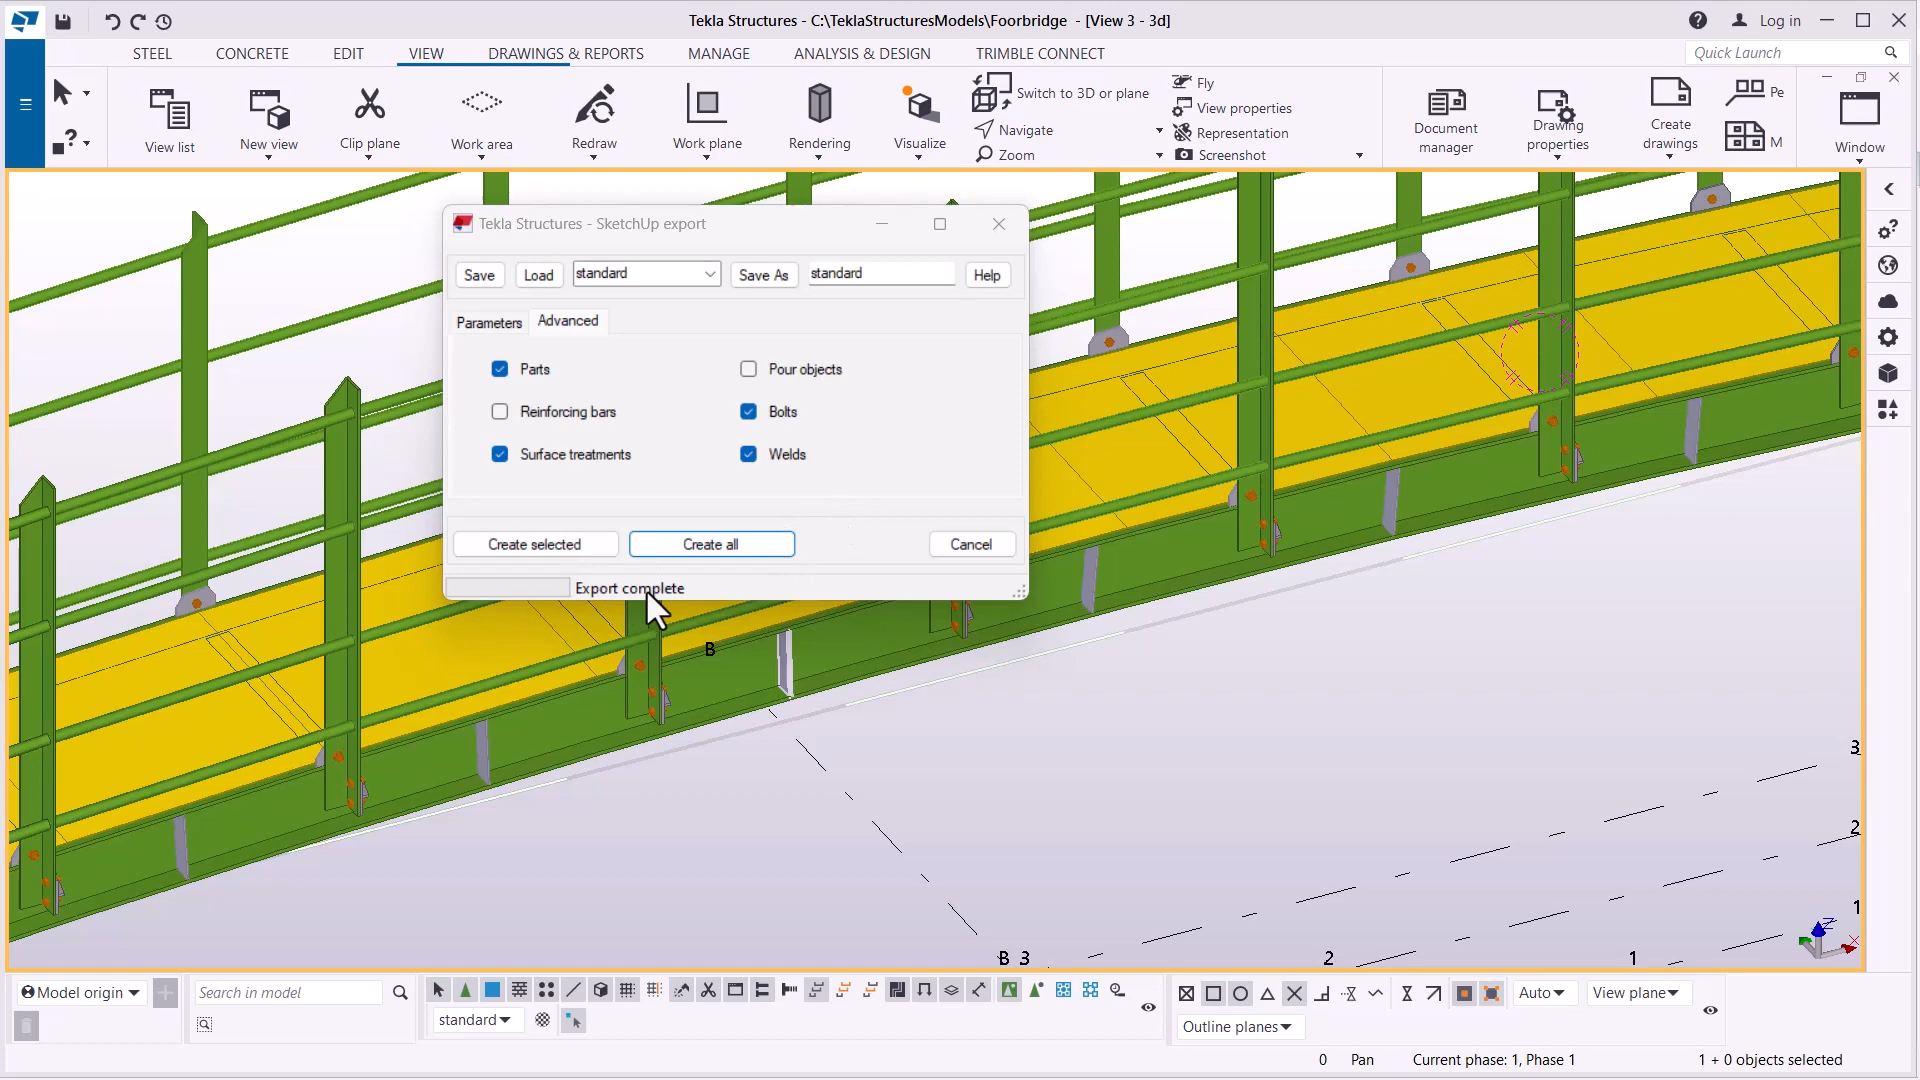 Tekla Structures - C:\TeklaStructuresModels\Foorbridge - [View 3 - 3d]
Log in
STEEL CONCRETE EDIT VIEW DRAWINGS & REPORTS MANAGE ANALYSIS & DESIGN TRIMBLE CONNECT
Quick Launch
View list
New view
Clip plane
Work area
Redraw
Work plane
Rendering
Visualize
Switch to 3D or plane
Navigate
Zoom
Fly
View properties
Representation
Screenshot
Document manager
Drawing properties
Create drawings
Pe
M
Window
Tekla Structures - SketchUp export
Save Load standard Save As standard Help
Parameters Advanced
Parts Pour objects
Reinforcing bars Bolts
Surface treatments Welds
Create selected Create all Cancel
Export complete
B
3
2
1
B 3 2 1
Z
X
Model origin
Search in model
standard
Auto
View plane
Outline planes
0 Pan Current phase: 1, Phase 1 1 + 0 objects selected